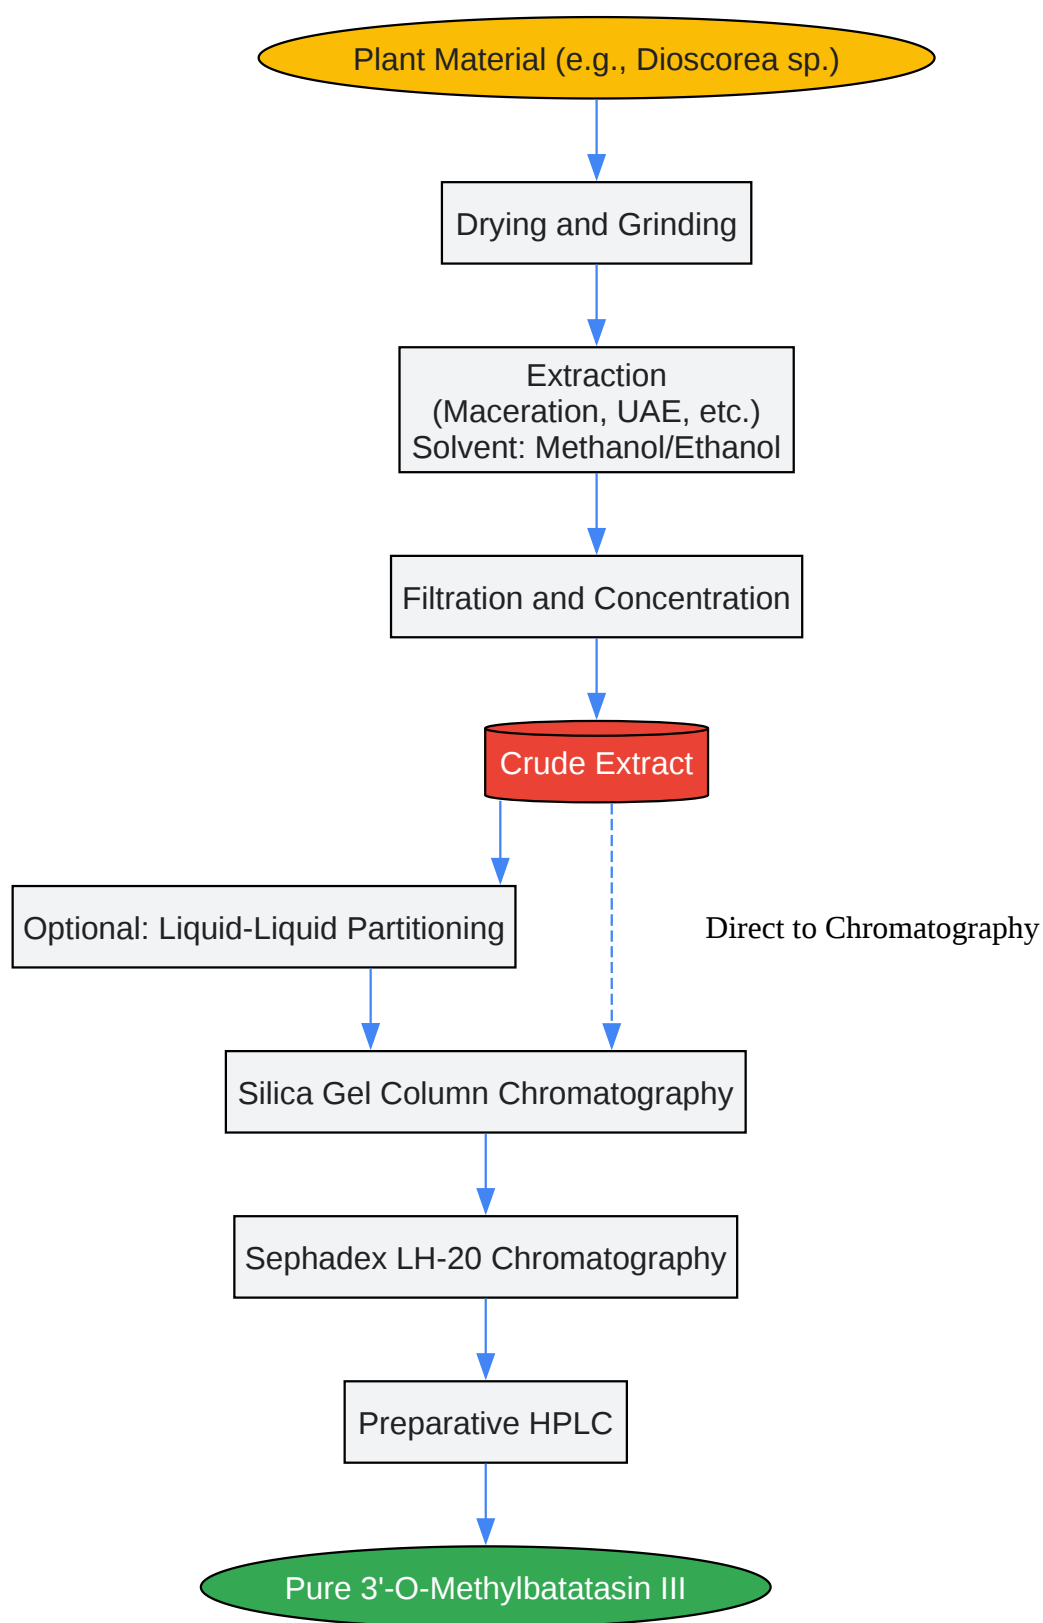 Plant Material (e.g., Dioscorea sp.)
Drying and Grinding
Extraction
(Maceration, UAE, etc.)
Solvent: Methanol/Ethanol
Filtration and Concentration
Crude Extract
Optional: Liquid-Liquid Partitioning
Direct to Chromatography
Silica Gel Column Chromatography
Sephadex LH-20 Chromatography
Preparative HPLC
Pure 3'-O-Methylbatatasin III